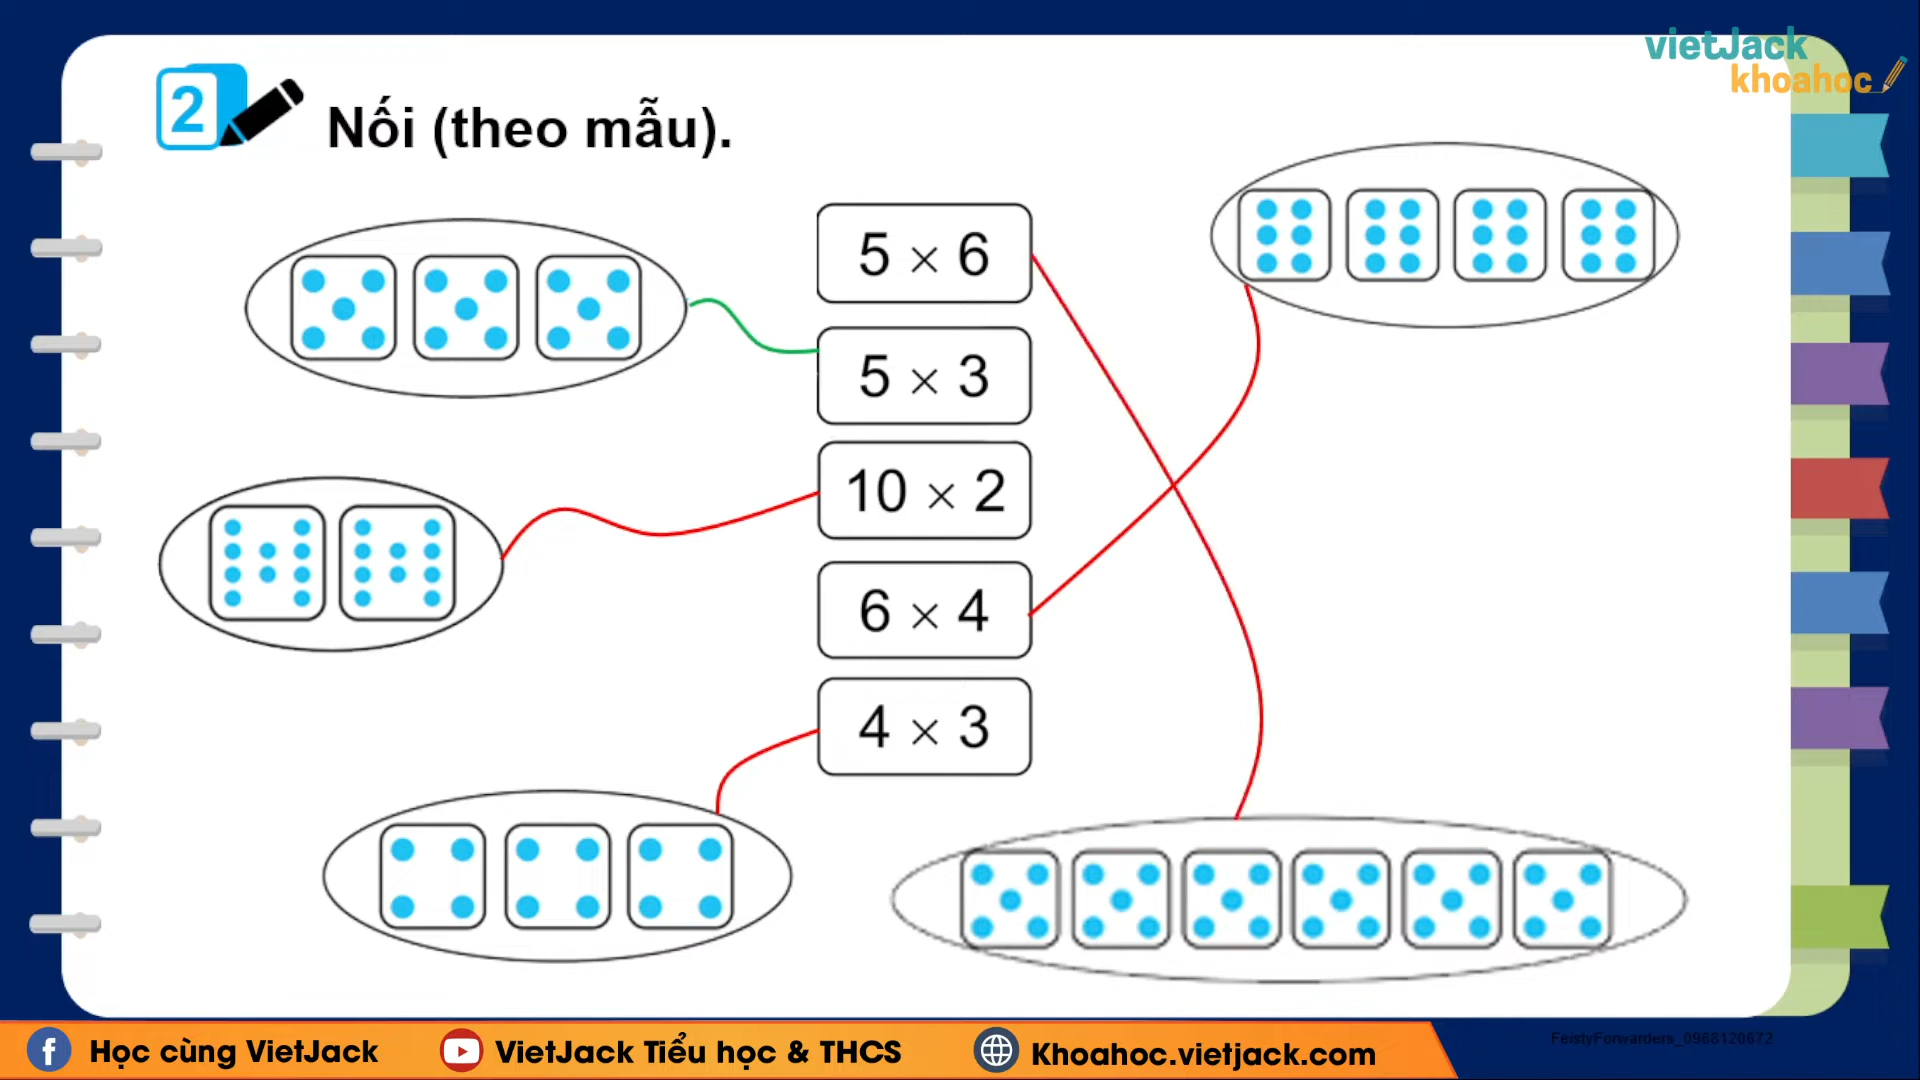 vietJack
khoahoc
2
Nối (theo mẫu).
5 × 6
5 × 3
10 × 2
6 × 4
4 × 3
FeistyForwarders_0968120672
Học cùng VietJack
VietJack Tiểu học & THCS
Khoahoc.vietjack.com